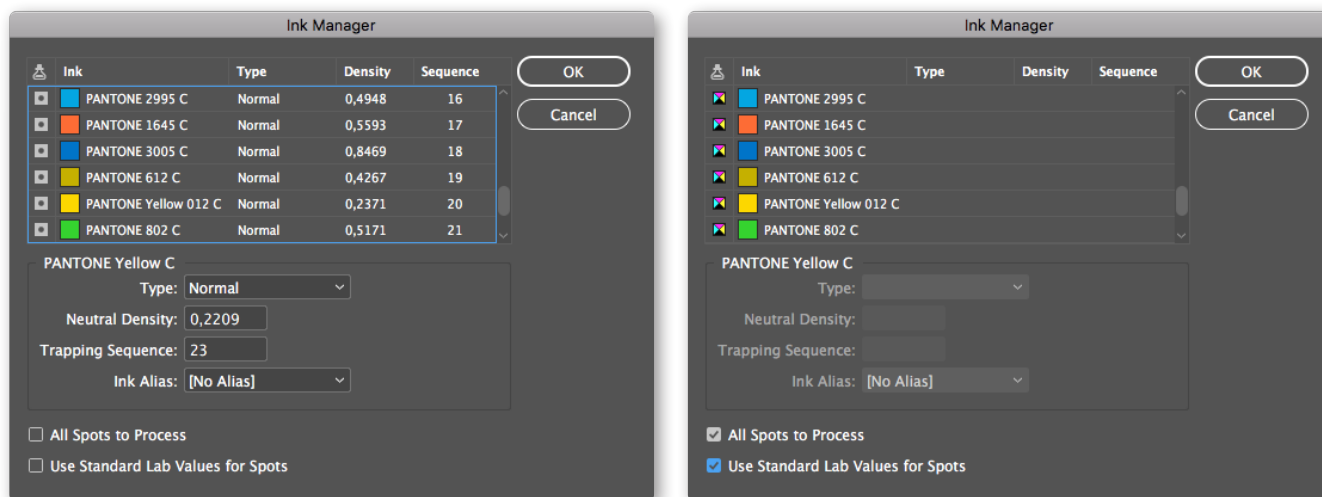 Ink Manager
Ink Type Density Sequence
PANTONE 2995 C Normal 0,4948 16
PANTONE 1645 C Normal 0,5593 17
PANTONE 3005 C Normal 0,8469 18
PANTONE 612 C Normal 0,4267 19
PANTONE Yellow 012 C Normal 0,2371 20
PANTONE 802 C Normal 0,5171 21
OK
Cancel
PANTONE Yellow C
Type: Normal
Neutral Density: 0,2209
Trapping Sequence: 23
Ink Alias: [No Alias]
All Spots to Process
Use Standard Lab Values for Spots
Ink Manager
Ink Type Density Sequence
PANTONE 2995 C
PANTONE 1645 C
PANTONE 3005 C
PANTONE 612 C
PANTONE Yellow 012 C
PANTONE 802 C
OK
Cancel
PANTONE Yellow C
Type:
Neutral Density:
Trapping Sequence:
Ink Alias: [No Alias]
All Spots to Process
Use Standard Lab Values for Spots